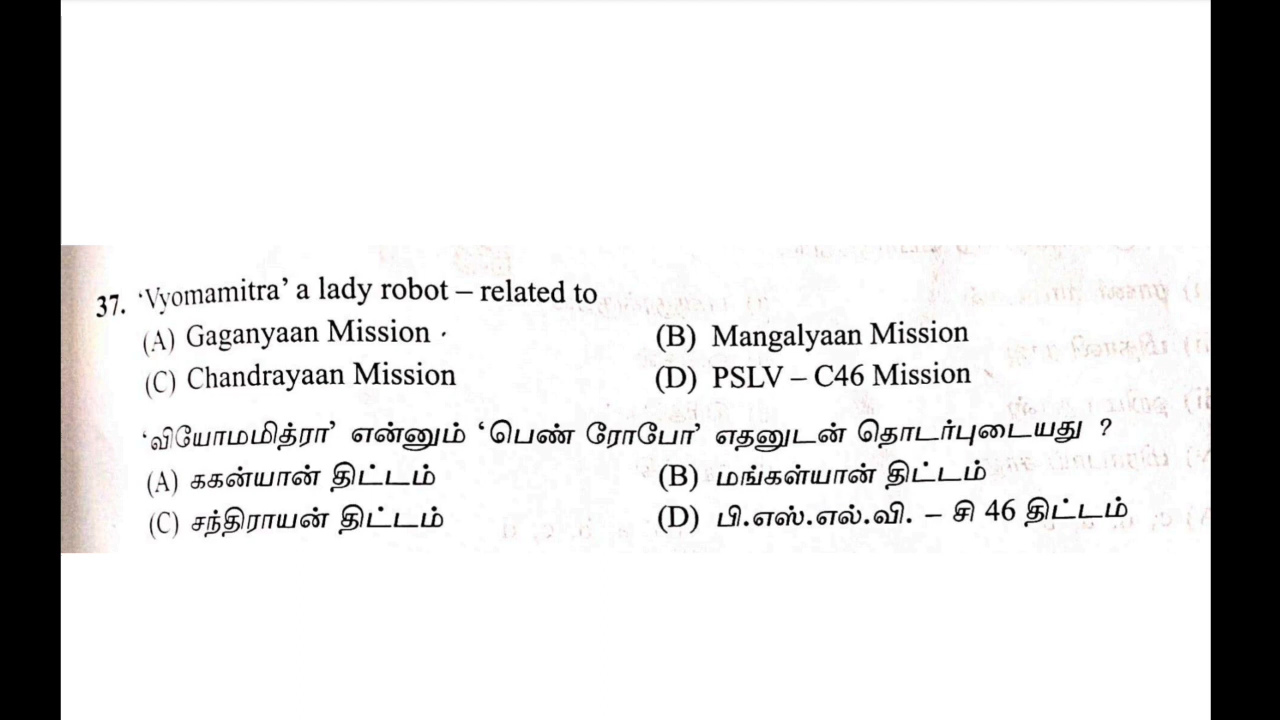 37. 'Vyomamitra' a lady robot – related to
(A) Gaganyaan Mission (B) Mangalyaan Mission
(C) Chandrayaan Mission (D) PSLV – C46 Mission
'வியோமமித்ரா' என்னும் 'பெண் ரோபோ' எதனுடன் தொடர்புடையது ?
(A) ககன்யான் திட்டம் (B) மங்கள்யான் திட்டம்
(C) சந்திராயன் திட்டம் (D) பி.எஸ்.எல்.வி. – சி 46 திட்டம்